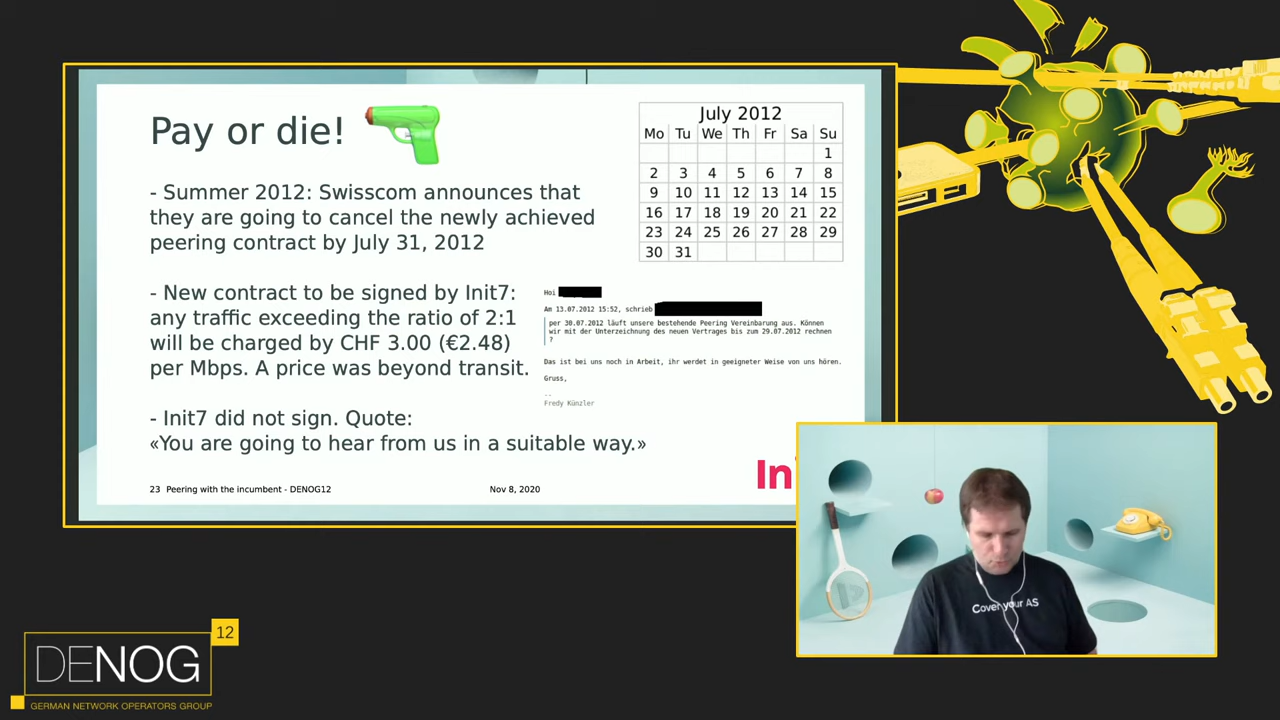 Pay or die!
- Summer 2012: Swisscom announces that
they are going to cancel the newly achieved
peering contract by July 31, 2012
- New contract to be signed by Init7:
any traffic exceeding the ratio of 2:1
will be charged by CHF 3.00 (€2.48)
per Mbps. A price was beyond transit.
- Init7 did not sign. Quote:
«You are going to hear from us in a suitable way.»
July 2012
Mo Tu We Th Fr Sa Su
1
2 3 4 5 6 7 8
9 10 11 12 13 14 15
16 17 18 19 20 21 22
23 24 25 26 27 28 29
30 31
Hoi
Am 13.07.2012 15:52, schrieb
per 30.07.2012 läuft unsere bestehende Peering Vereinbarung aus. Können
wir mit der Unterzeichnung des neuen Vertrages bis zum 29.07.2012 rechnen
?
Das ist bei uns noch in Arbeit, ihr werdet in geeigneter Weise von uns hören.
Gruss,
--
Fredy Künzler
23 Peering with the incumbent - DENOG12
Nov 8, 2020
In
Cover your AS
12
DENOG
GERMAN NETWORK OPERATORS GROUP